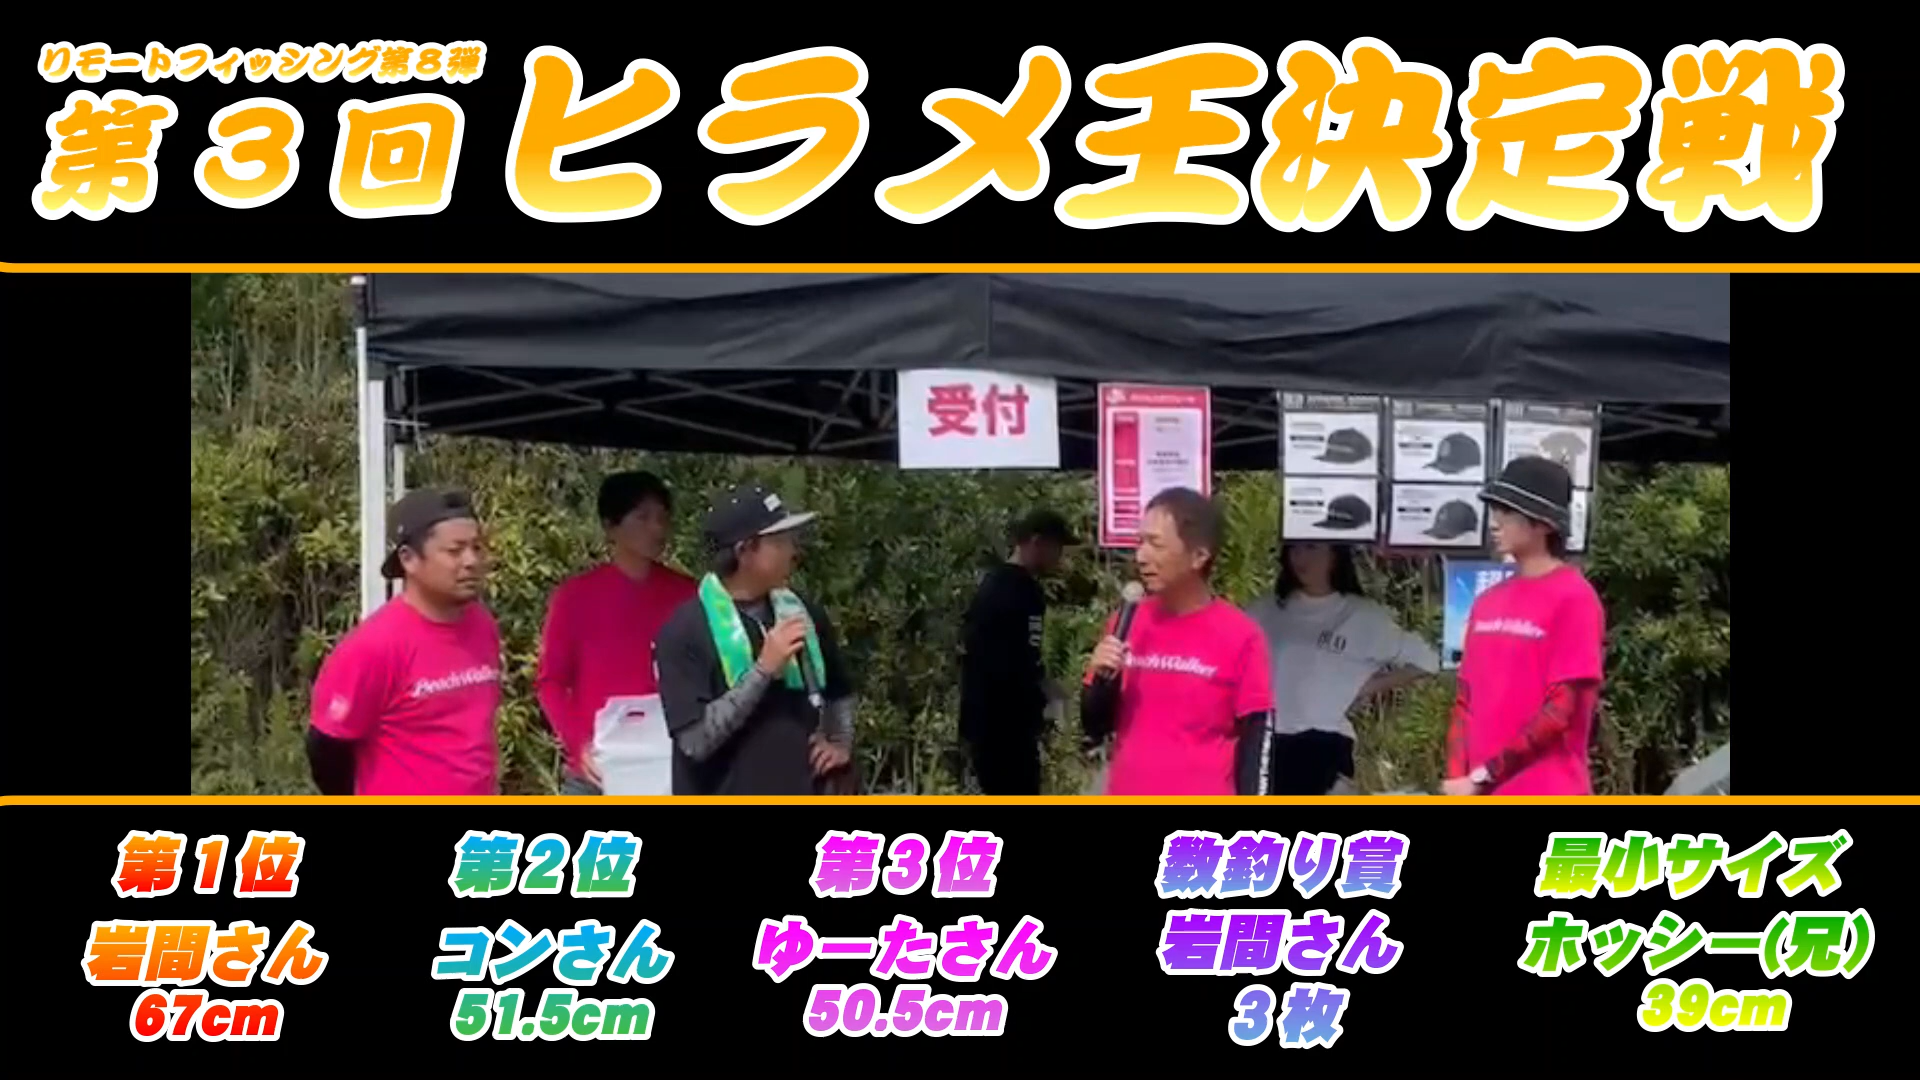 リモートフィッシング第8弾
第3回ヒラメ王決定戦
受付
BeachWalker
BeachWalker
BeachWalker
第1位
岩間さん
67cm
第2位
コンさん
51.5cm
第3位
ゆーたさん
50.5cm
数釣り賞
岩間さん
3枚
最小サイズ
ホッシー(兄)
39cm